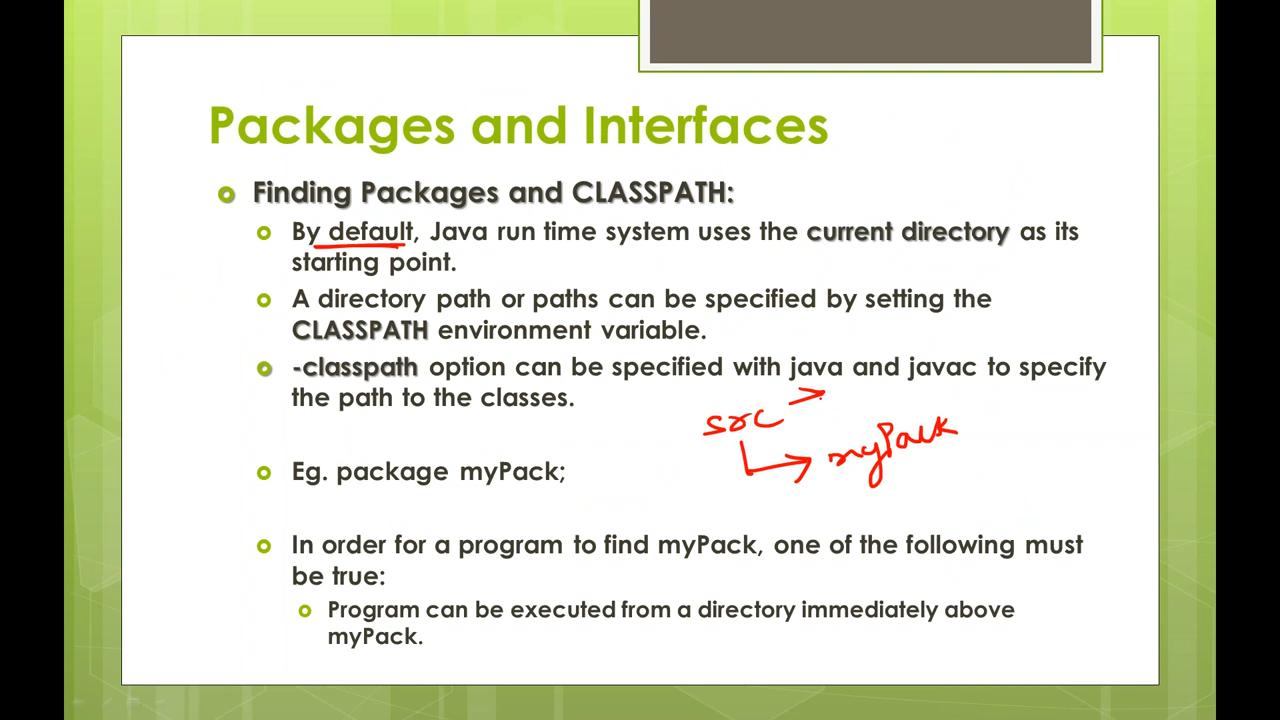 Packages and Interfaces
Finding Packages and CLASSPATH:
By default, Java run time system uses the current directory as its
starting point.
A directory path or paths can be specified by setting the
CLASSPATH environment variable.
-classpath option can be specified with java and javac to specify
the path to the classes.
src >
myPack
Eg. package myPack;
In order for a program to find myPack, one of the following must
be true:
Program can be executed from a directory immediately above
myPack.